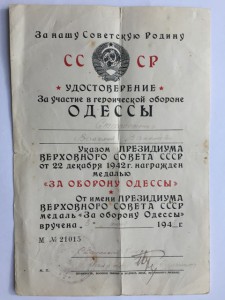 За нашу Советскую Родину
СС СР
УДОСТОВЕРЕНИЕ
За участие в героической обороне
ОДЕССЫ
Указом ПРЕЗИДИУМА
ВЕРХОВНОГО СОВЕТА СССР
от 22 декабря 1942 г. награжден
медалью
«ЗА ОБОРОНУ ОДЕССЫ»
От имени ПРЕЗИДИУМА
ВЕРХОВНОГО СОВЕТА СССР
медаль «За оборону Одессы»
вручена 194 г.
М № 21015
М. П.